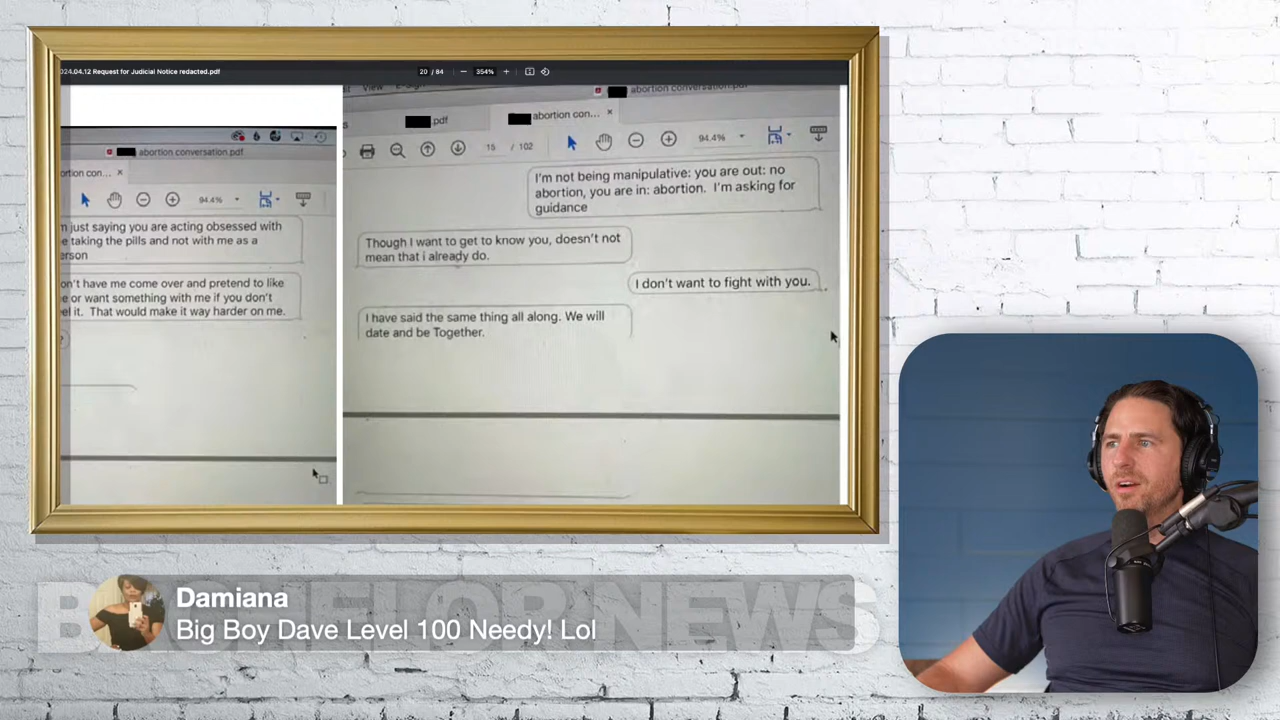 024.04.12 Request for Judicial Notice redacted.pdf
20 / 84
354%
abortion conversation.pdf
ortion con...
94.4%
m just saying you are acting obsessed with
e taking the pills and not with me as a
erson
on't have me come over and pretend to like
e or want something with me if you don't
el it. That would make it way harder on me.
View
abortion conversation.pdf
.pdf
abortion con...
15 / 102
94.4%
I'm not being manipulative: you are out: no
abortion, you are in: abortion. I'm asking for
guidance
Though I want to get to know you, doesn't not
mean that i already do.
I don't want to fight with you.
I have said the same thing all along. We will
date and be Together.
BACHELOR NEWS
Damiana
Big Boy Dave Level 100 Needy! Lol